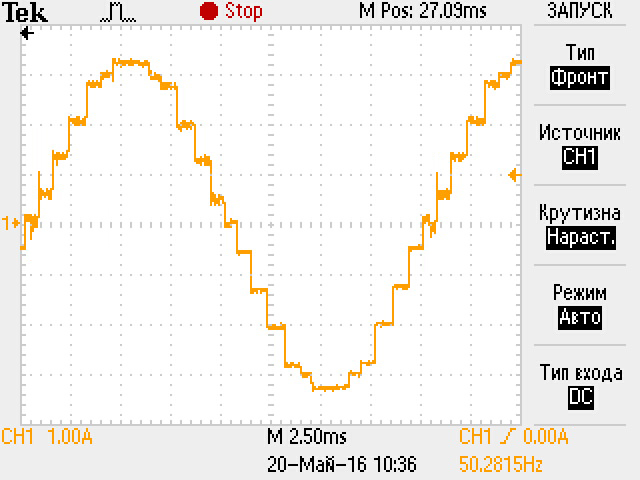 Tek Stop M Pos: 27.09ms ЗАПУСК
Тип
Фронт
Источник
CH1
Крутизна
Нараст.
Режим
Авто
Тип входа
DC
1
CH1 1.00A M 2.50ms CH1 0.00A
20-Май-16 10:36 50.2815Hz